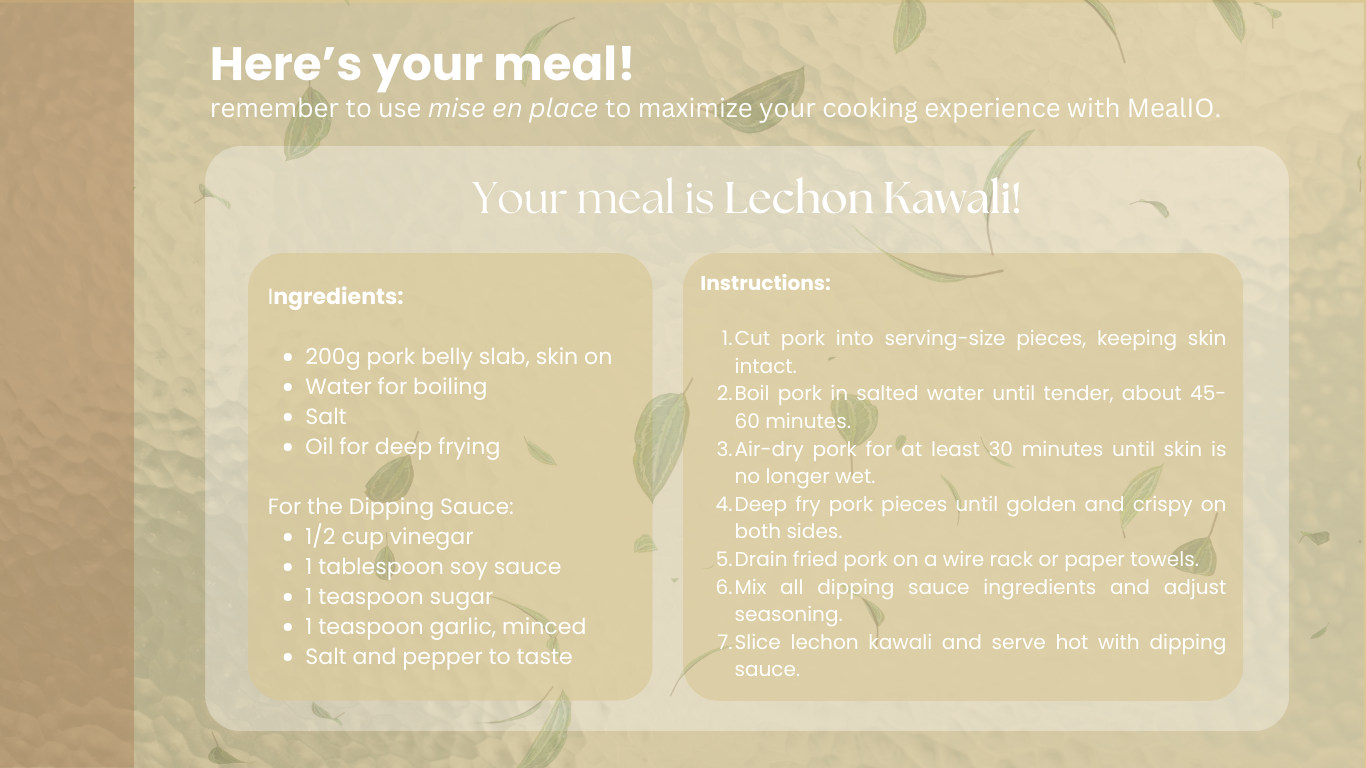 Here’s your meal!
remember to use mise en place to maximize your cooking experience with MealIO.
Your meal is Lechon Kawali!
Ingredients:
• 200g pork belly slab, skin on
• Water for boiling
• Salt
• Oil for deep frying
For the Dipping Sauce:
• 1/2 cup vinegar
• 1 tablespoon soy sauce
• 1 teaspoon sugar
• 1 teaspoon garlic, minced
• Salt and pepper to taste
Instructions:
1. Cut pork into serving-size pieces, keeping skin
intact.
2. Boil pork in salted water until tender, about 45-
60 minutes.
3. Air-dry pork for at least 30 minutes until skin is
no longer wet.
4. Deep fry pork pieces until golden and crispy on
both sides.
5. Drain fried pork on a wire rack or paper towels.
6. Mix all dipping sauce ingredients and adjust
seasoning.
7. Slice lechon kawali and serve hot with dipping
sauce.